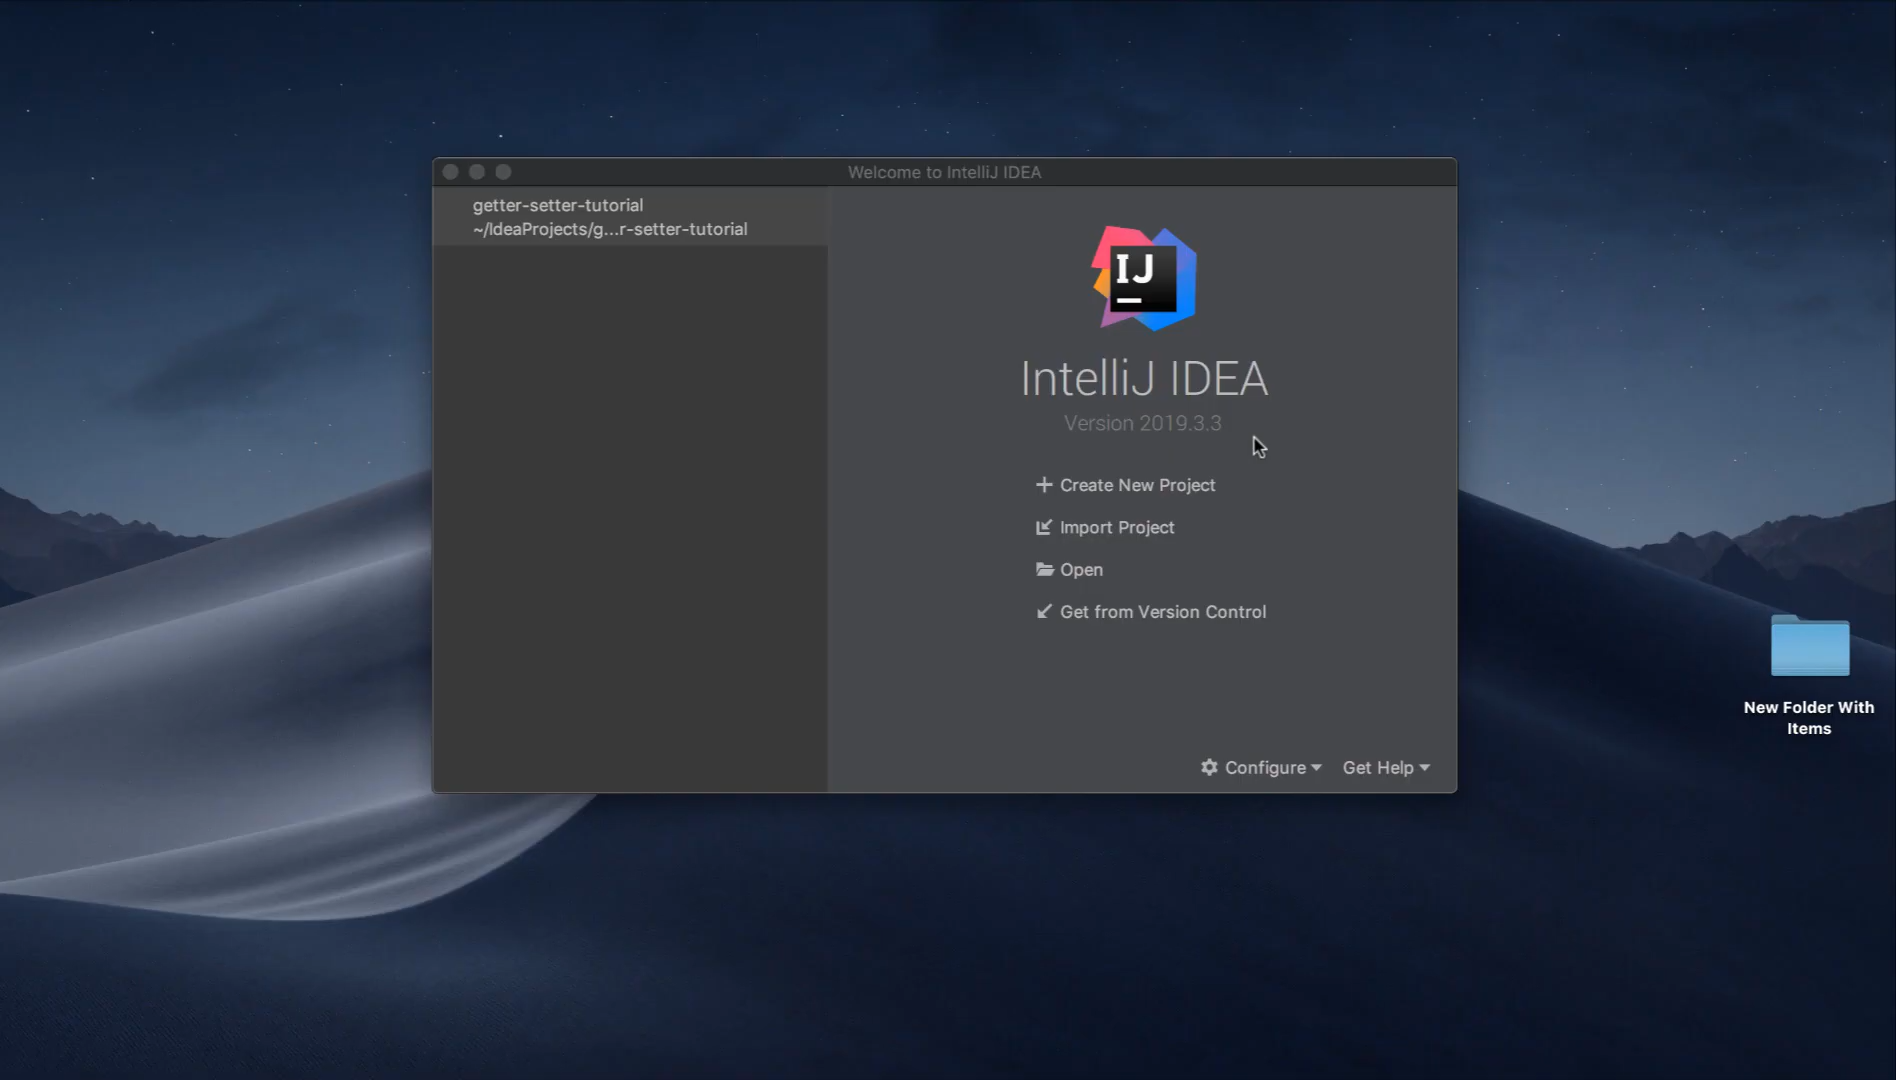 Welcome to IntelliJ IDEA
getter-setter-tutorial
~/IdeaProjects/g...r-setter-tutorial
IJ
IntelliJ IDEA
Version 2019.3.3
Create New Project
Import Project
Open
Get from Version Control
Configure
Get Help
New Folder With
Items